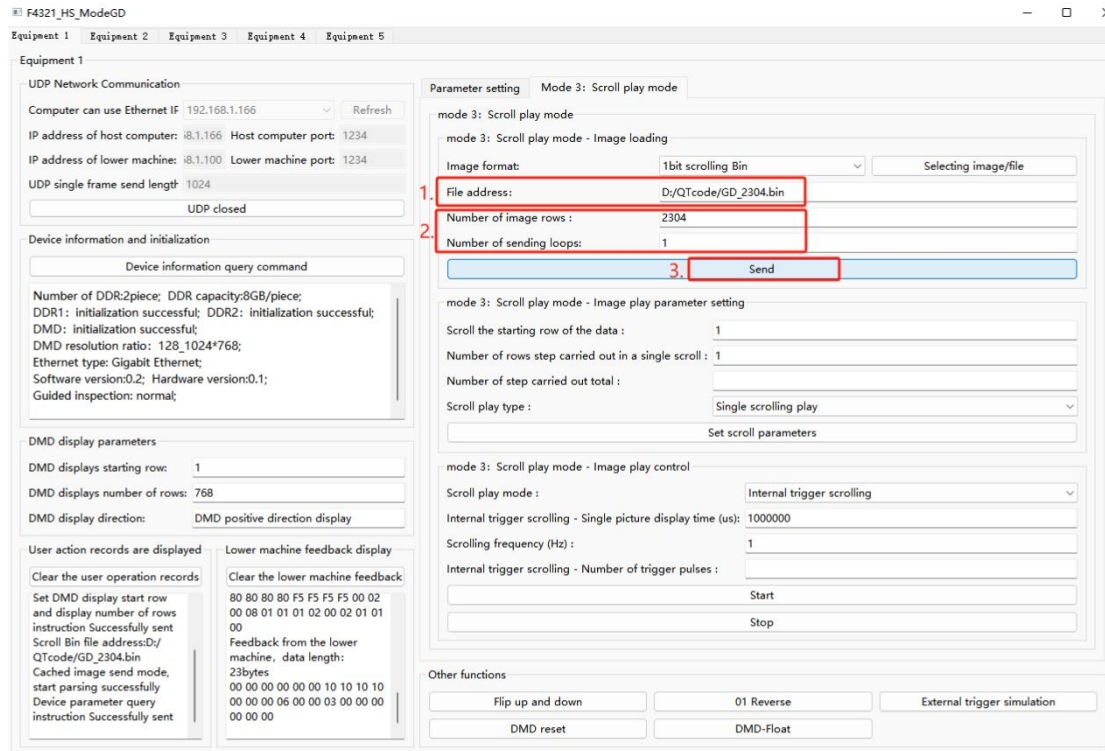 F4321_HS_ModeGD
Equipment 1 Equipment 2 Equipment 3 Equipment 4 Equipment 5
Equipment 1
UDP Network Communication
Computer can use Ethernet IF 192.168.1.166 Refresh
IP address of host computer: i8.1.166 Host computer port: 1234
IP address of lower machine: i8.1.100 Lower machine port: 1234
UDP single frame send length 1024
UDP closed
Device information and initialization
Device information query command
Number of DDR:2piece; DDR capacity:8GB/piece;
DDR1: initialization successful; DDR2: initialization successful;
DMD: initialization successful;
DMD resolution ratio: 128_1024*768;
Ethernet type: Gigabit Ethernet;
Software version:0.2; Hardware version:0.1;
Guided inspection: normal;
DMD display parameters
DMD displays starting row: 1
DMD displays number of rows: 768
DMD display direction: DMD positive direction display
User action records are displayed
Clear the user operation records
Set DMD display start row
and display number of rows
instruction Successfully sent
Scroll Bin file address:D:/
QTcode/GD_2304.bin
Cached image send mode,
start parsing successfully
Device parameter query
instruction Successfully sent
Lower machine feedback display
Clear the lower machine feedback
80 80 80 80 F5 F5 F5 F5 00 02
00 08 01 01 01 02 00 02 01 01
00
Feedback from the lower
machine, data length:
23bytes
00 00 00 00 00 00 10 10 10 10
00 00 00 06 00 00 03 00 00 00
00 00 00
Parameter setting Mode 3: Scroll play mode
mode 3: Scroll play mode
mode 3: Scroll play mode - Image loading
Image format: 1bit scrolling Bin Selecting image/file
1. File address: D:/QTcode/GD_2304.bin
2. Number of image rows : 2304
Number of sending loops: 1
3. Send
mode 3: Scroll play mode - Image play parameter setting
Scroll the starting row of the data : 1
Number of rows step carried out in a single scroll : 1
Number of step carried out total :
Scroll play type : Single scrolling play
Set scroll parameters
mode 3: Scroll play mode - Image play control
Scroll play mode : Internal trigger scrolling
Internal trigger scrolling - Single picture display time (us): 1000000
Scrolling frequency (Hz) : 1
Internal trigger scrolling - Number of trigger pulses :
Start
Stop
Other functions
Flip up and down 01 Reverse External trigger simulation
DMD reset DMD-Float